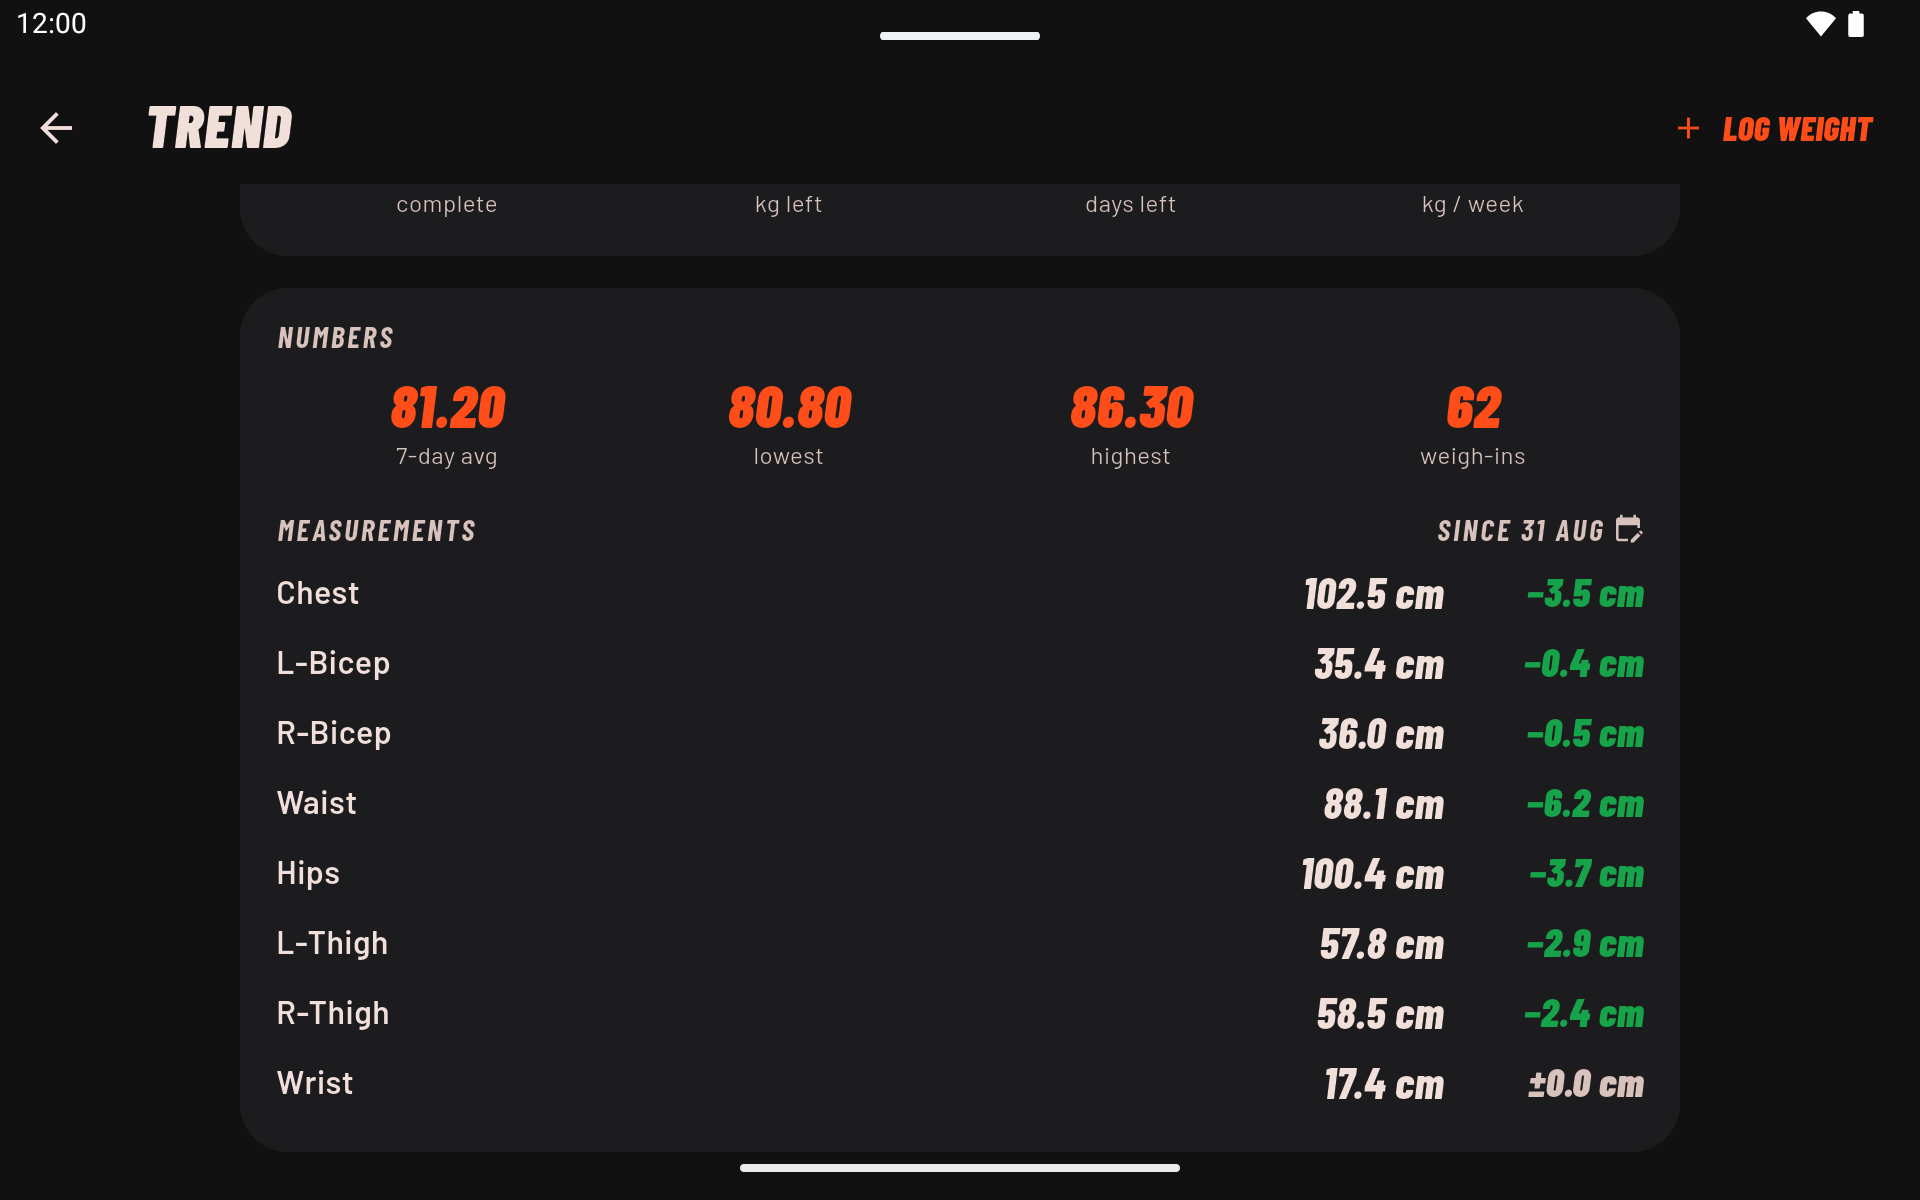 12:00
TREND
+ LOG WEIGHT
complete kg left days left kg / week
NUMBERS
81.20 80.80 86.30 62
7-day avg lowest highest weigh-ins
MEASUREMENTS SINCE 31 AUG
Chest 102.5 cm −3.5 cm
L-Bicep 35.4 cm −0.4 cm
R-Bicep 36.0 cm −0.5 cm
Waist 88.1 cm −6.2 cm
Hips 100.4 cm −3.7 cm
L-Thigh 57.8 cm −2.9 cm
R-Thigh 58.5 cm −2.4 cm
Wrist 17.4 cm ±0.0 cm